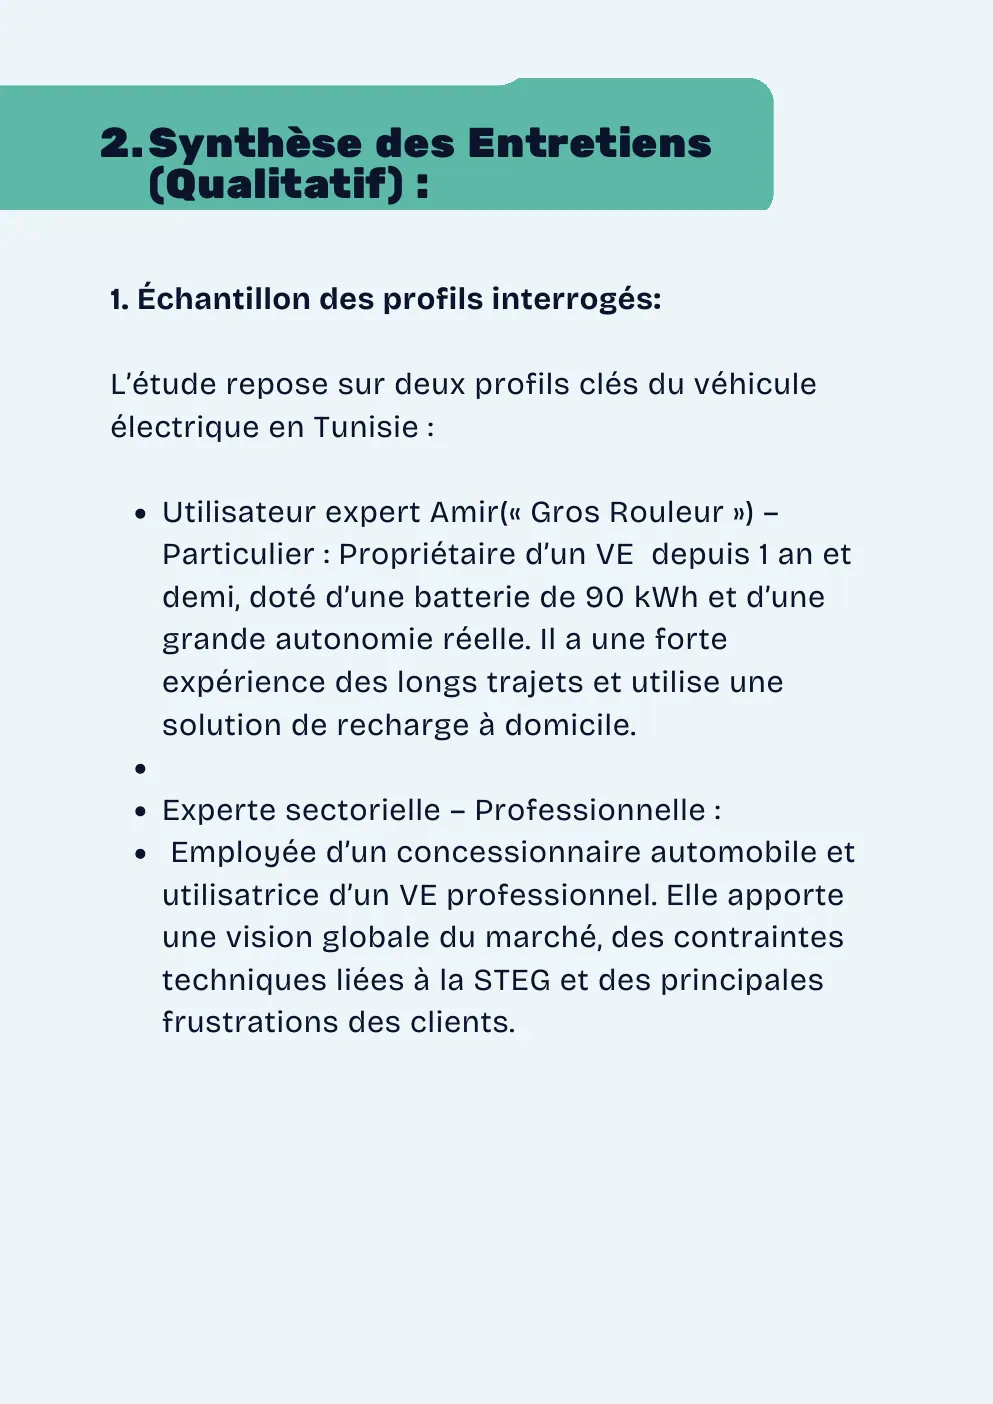 2. Synthèse des Entretiens
(Qualitatif) :
1. Échantillon des profils interrogés:
L’étude repose sur deux profils clés du véhicule
électrique en Tunisie :
• Utilisateur expert Amir(« Gros Rouleur ») –
Particulier : Propriétaire d’un VE  depuis 1 an et
demi, doté d’une batterie de 90 kWh et d’une
grande autonomie réelle. Il a une forte
expérience des longs trajets et utilise une
solution de recharge à domicile.
•
• Experte sectorielle – Professionnelle :
•  Employée d’un concessionnaire automobile et
utilisatrice d’un VE professionnel. Elle apporte
une vision globale du marché, des contraintes
techniques liées à la STEG et des principales
frustrations des clients.